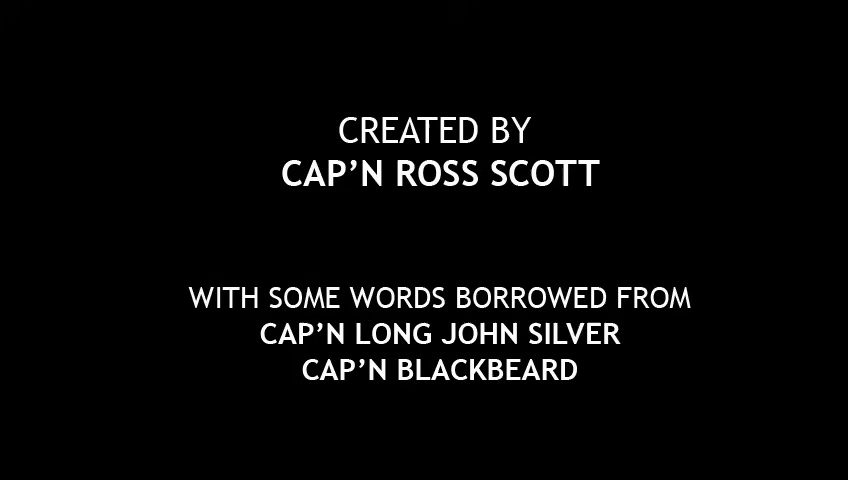 CREATED BY
CAP’N ROSS SCOTT
WITH SOME WORDS BORROWED FROM
CAP’N LONG JOHN SILVER
CAP’N BLACKBEARD